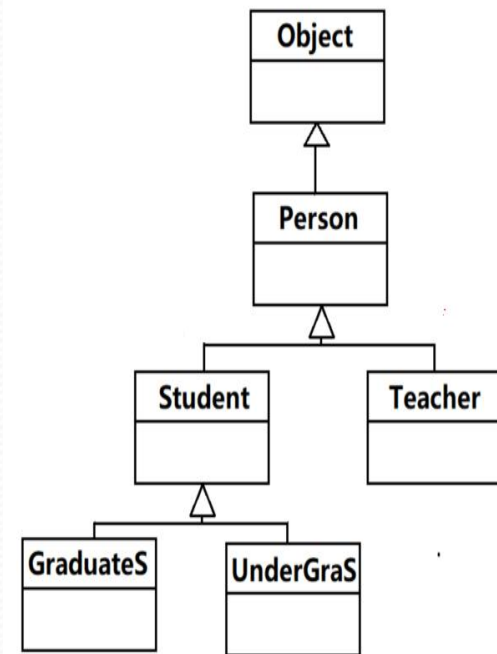 Object
Person
Student
Teacher
GraduateS
UnderGraS